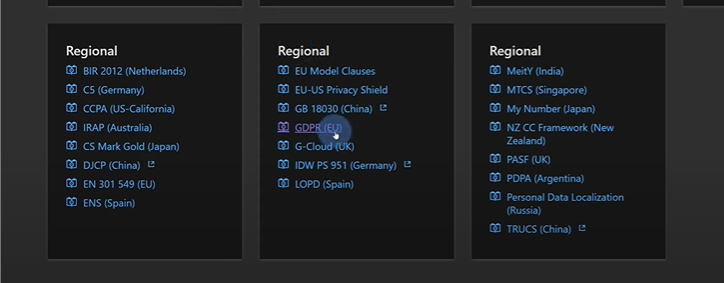 Regional
BIR 2012 (Netherlands)
C5 (Germany)
CCPA (US-California)
IRAP (Australia)
CS Mark Gold (Japan)
DJCP (China)
EN 301 549 (EU)
ENS (Spain)
Regional
EU Model Clauses
EU-US Privacy Shield
GB 18030 (China)
GDPR (EU)
G-Cloud (UK)
IDW PS 951 (Germany)
LOPD (Spain)
Regional
MeitY (India)
MTCS (Singapore)
My Number (Japan)
NZ CC Framework (New
Zealand)
PASF (UK)
PDPA (Argentina)
Personal Data Localization
(Russia)
TRUCS (China)